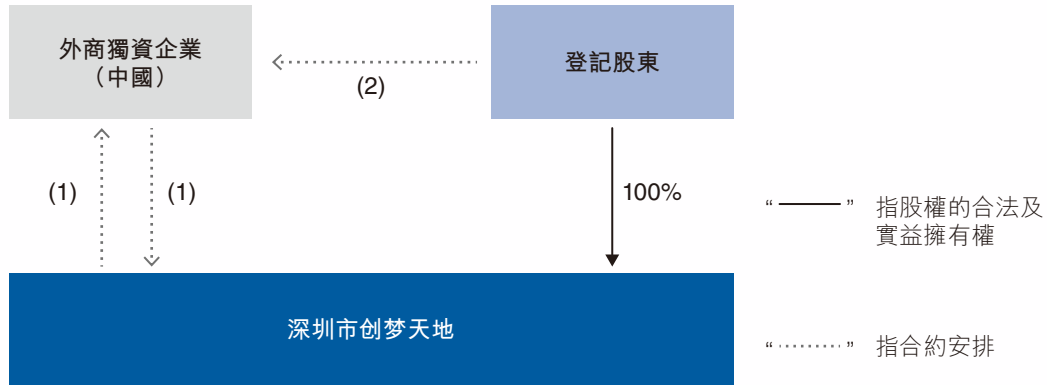 外商獨資企業
（中國）
登記股東
(2)
(1)
(1)
100%
“ —— ” 指股權的合法及
實益擁有權
深圳市创梦天地
“ ········ ” 指合約安排